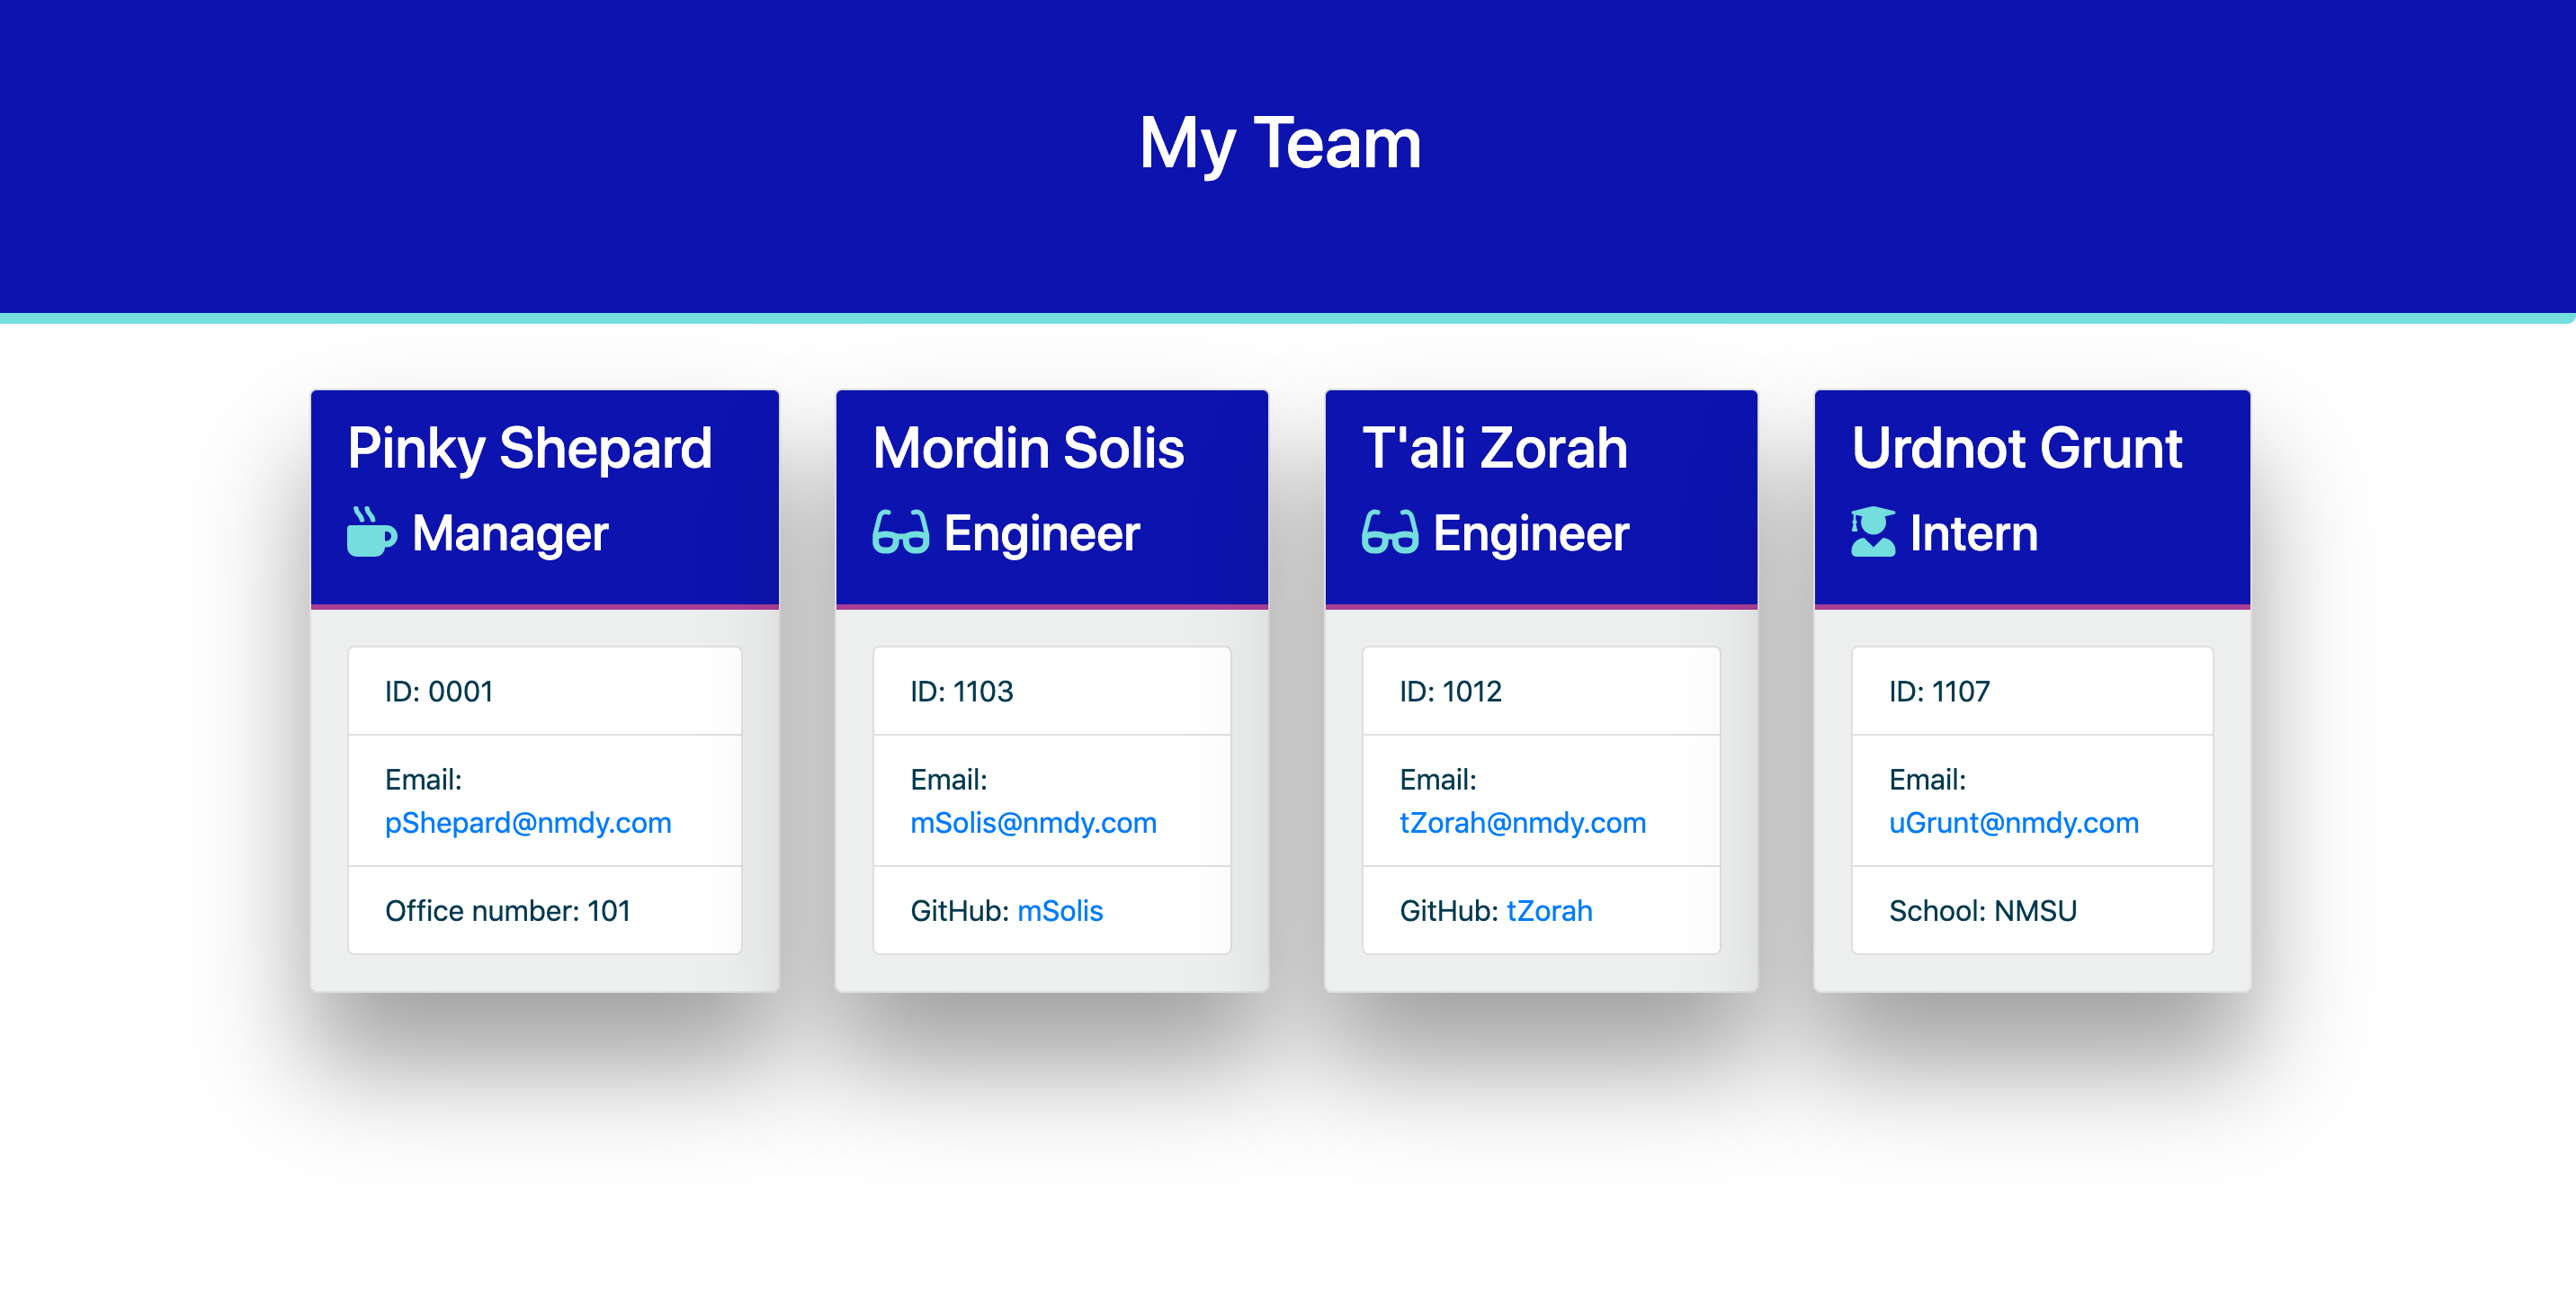 My Team
Pinky Shepard
Manager
ID: 0001
Email:
pShepard@nmdy.com
Office number: 101
Mordin Solis
Engineer
ID: 1103
Email:
mSolis@nmdy.com
GitHub: mSolis
T'ali Zorah
Engineer
ID: 1012
Email:
tZorah@nmdy.com
GitHub: tZorah
Urdnot Grunt
Intern
ID: 1107
Email:
uGrunt@nmdy.com
School: NMSU